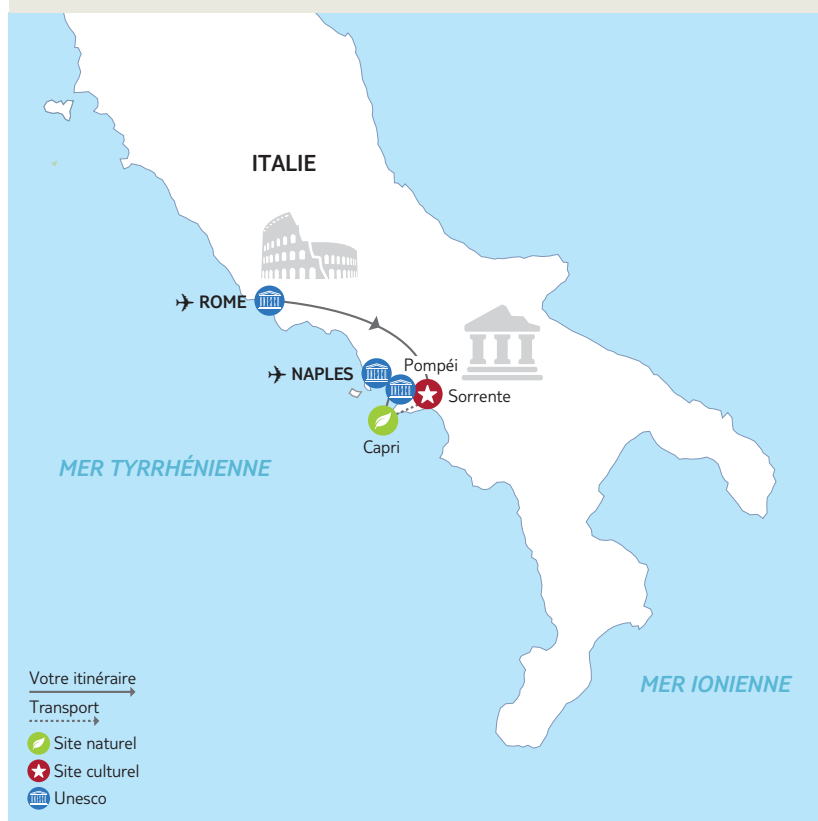 ITALIE
ROME
Pompéi
NAPLES
Sorrente
Capri
MER TYRRHÉNIENNE
MER IONIENNE
Votre itinéraire
Transport
Site naturel
Site culturel
Unesco